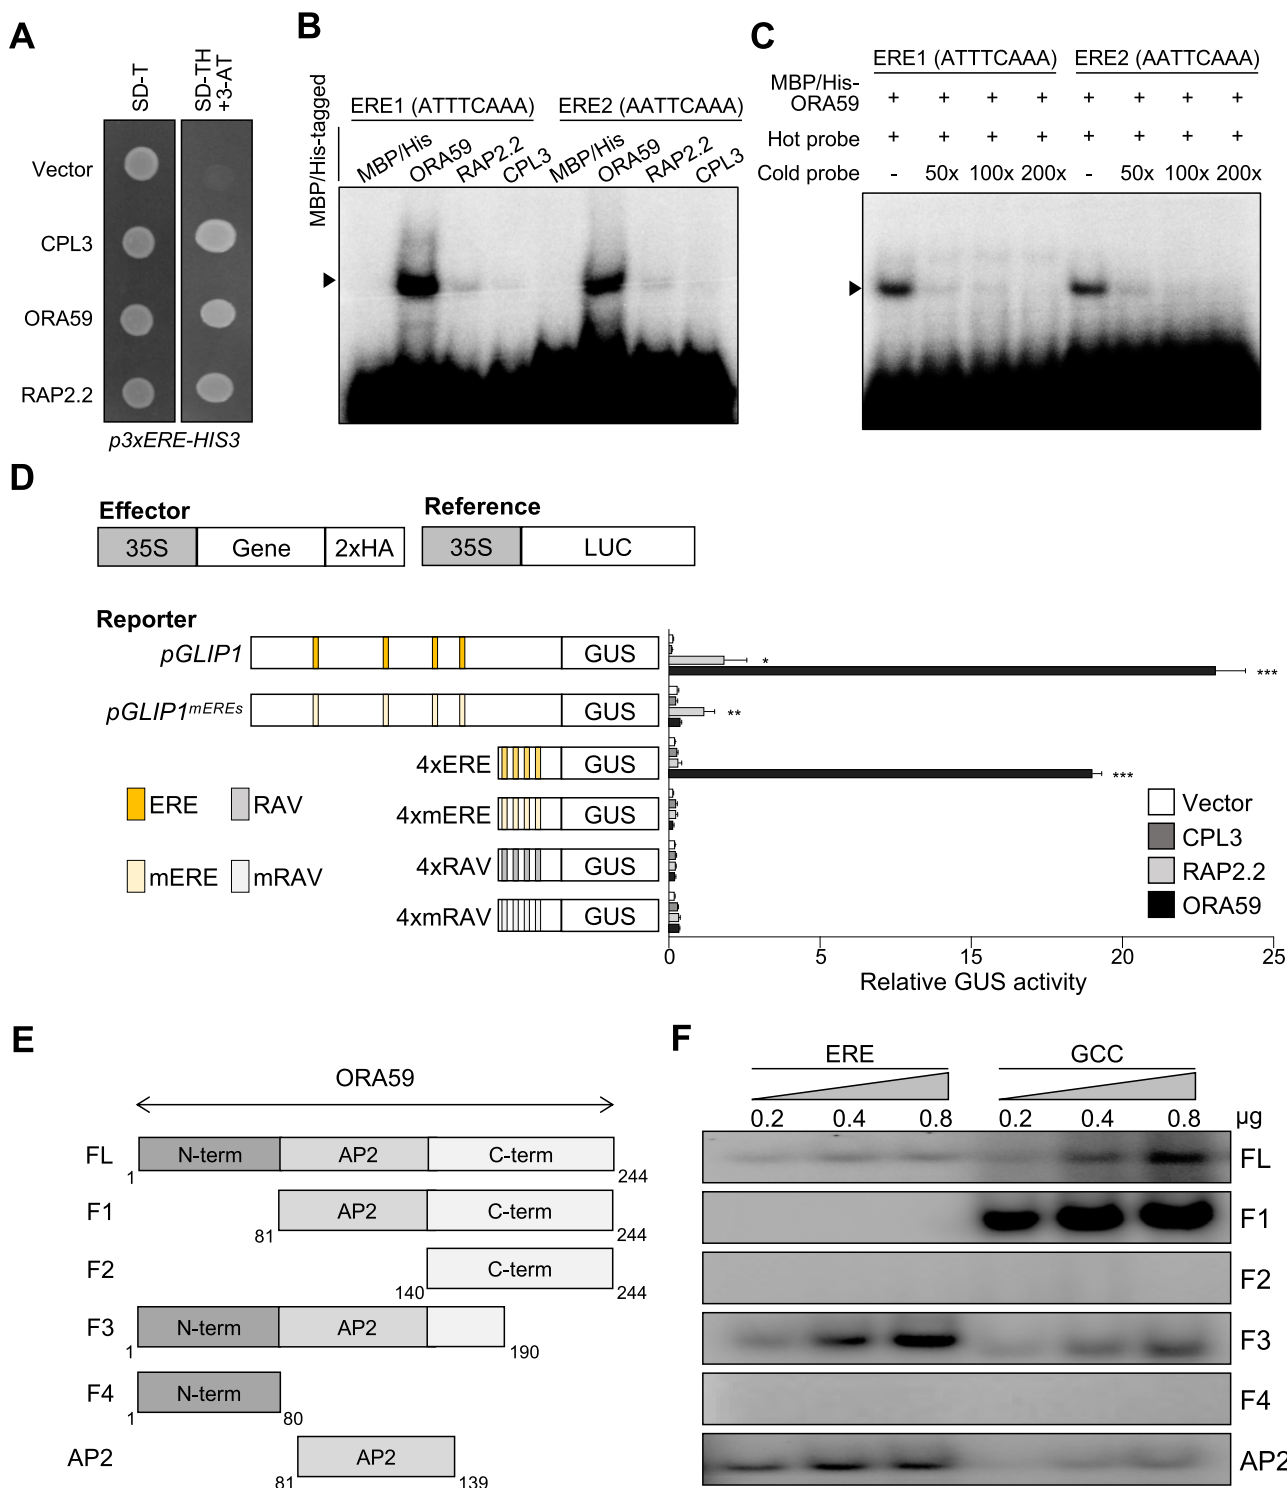 A
SD-T
SD-TH
+3-AT
Vector
CPL3
ORA59
RAP2.2
p3xERE-HIS3
B
MBP/His-tagged
ERE1 (ATTTCAAA) ERE2 (AATTCAAA)
MBP/His ORA59 RAP2.2 CPL3 MBP/His ORA59 RAP2.2 CPL3
C
ERE1 (ATTTCAAA) ERE2 (AATTCAAA)
MBP/His-
ORA59 + + + + + + + +
Hot probe + + + + + + + +
Cold probe - 50x 100x 200x - 50x 100x 200x
D
Effector
35S Gene 2xHA
Reference
35S LUC
Reporter
pGLIP1 GUS * ***
pGLIP1mEREs GUS **
4xERE GUS ***
4xmERE GUS
4xRAV GUS
4xmRAV GUS
ERE RAV
mERE mRAV
Vector
CPL3
RAP2.2
ORA59
0 5 15 20 25
Relative GUS activity
E
ORA59
FL N-term AP2 C-term
1 244
F1 AP2 C-term
81 244
F2 C-term
140 244
F3 N-term AP2
1 190
F4 N-term
1 80
AP2 AP2
81 139
F
ERE GCC
0.2 0.4 0.8 0.2 0.4 0.8 µg
FL
F1
F2
F3
F4
AP2